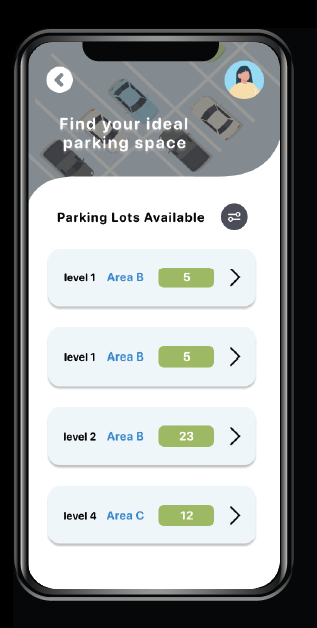 Find your ideal
parking space
Parking Lots Available
level 1 Area B 5
level 1 Area B 5
level 2 Area B 23
level 4 Area C 12